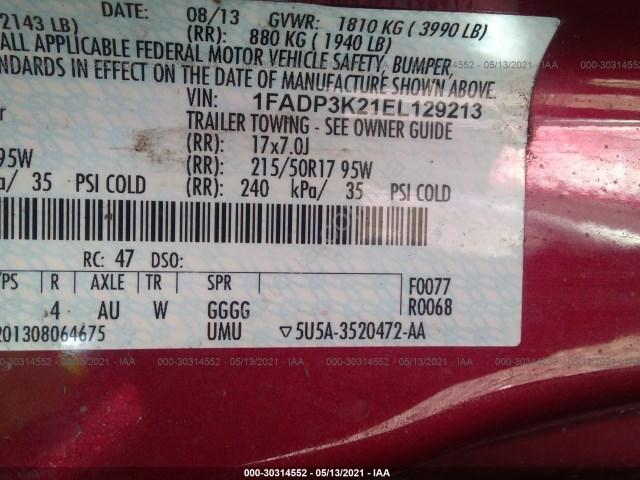 2143 LB)
DATE: 08/13 GVWR: 1810 KG ( 3990 LB)
(RR): 880 KG ( 1940 LB)
ALL APPLICABLE FEDERAL MOTOR VEHICLE SAFETY, BUMPER,
STANDARDS IN EFFECT ON THE DATE OF MANUFACTURE SHOWN ABOVE.
VIN: 1FADP3K21EL129213
TRAILER TOWING - SEE OWNER GUIDE
(RR): 17x7.0J
95W (RR): 215/50R17 95W
/ 35 PSI COLD (RR): 240 kPa/ 35 PSI COLD
RC: 47 DSO:
R AXLE TR SPR F0077
4 AU W GGGG R0068
201308064675 UMU ▽5U5A-3520472-AA
000-30314552 - 05/13/2021 - IAA